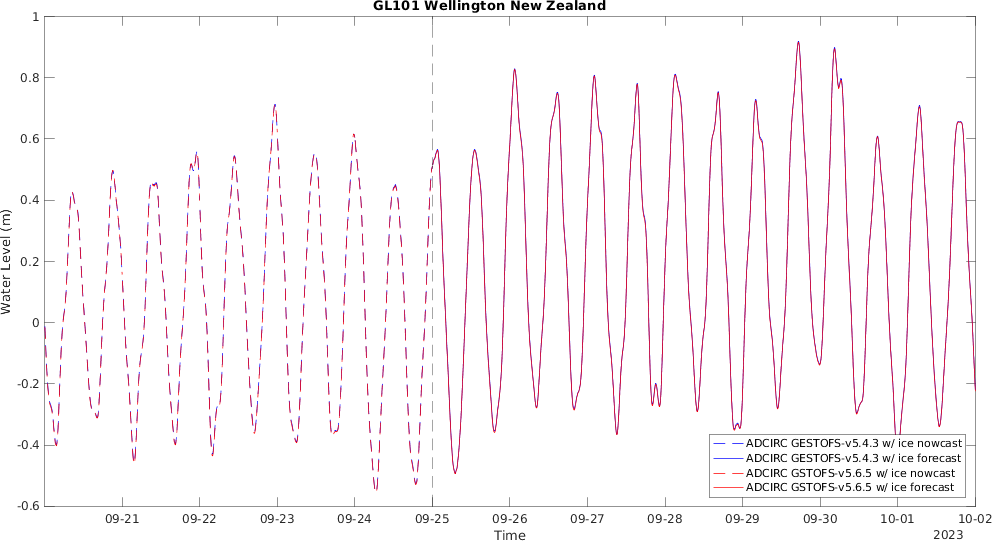 GL101 Wellington New Zealand
1
0.8
0.6
0.4
0.2
0
-0.2
-0.4
-0.6
Water Level (m)
ADCIRC GESTOFS-v5.4.3 w/ ice nowcast
ADCIRC GESTOFS-v5.4.3 w/ ice forecast
ADCIRC GSTOFS-v5.6.5 w/ ice nowcast
ADCIRC GSTOFS-v5.6.5 w/ ice forecast
09-21 09-22 09-23 09-24 09-25 09-26 09-27 09-28 09-29 09-30 10-01 10-02
Time
2023